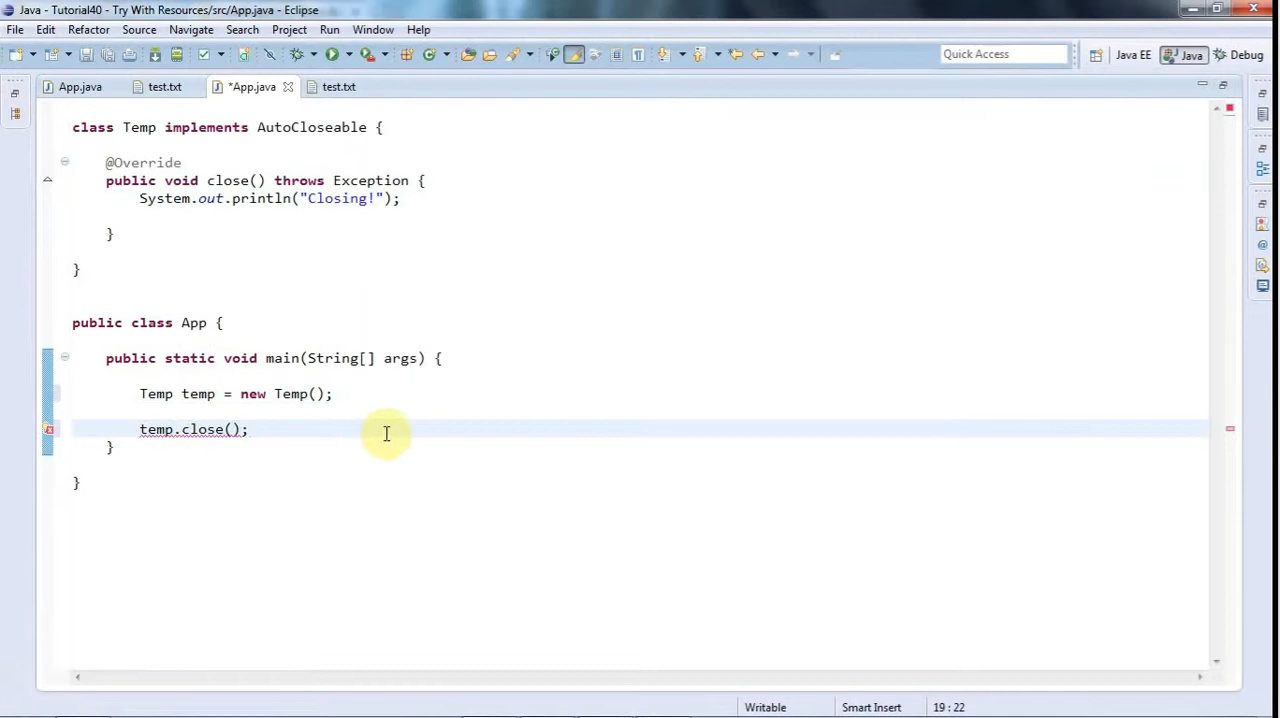 Java - Tutorial40 - Try With Resources/src/App.java - Eclipse
File Edit Refactor Source Navigate Search Project Run Window Help
Quick Access Java EE Java Debug
App.java test.txt *App.java test.txt
class Temp implements AutoCloseable {
@Override
public void close() throws Exception {
System.out.println("Closing!");
}
}
public class App {
public static void main(String[] args) {
Temp temp = new Temp();
temp.close();
}
}
Writable Smart Insert 19 : 22